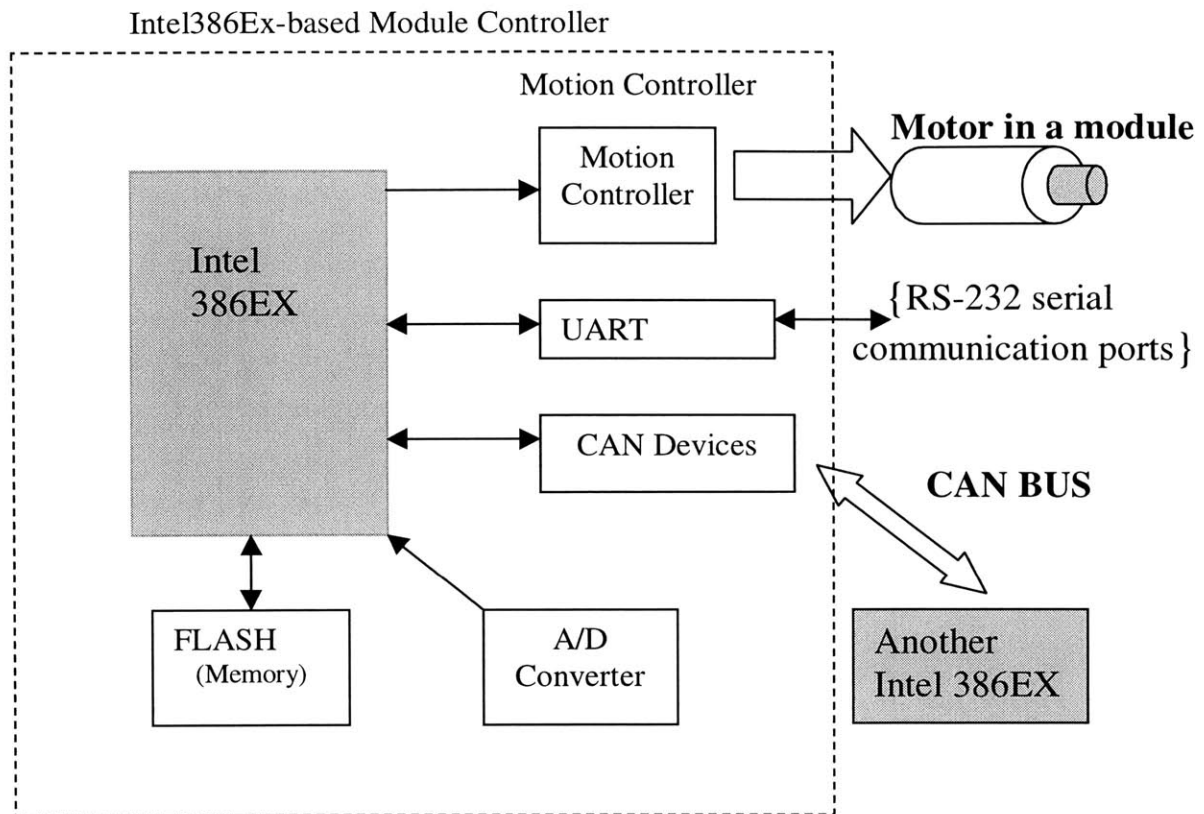 Intel386Ex-based Module Controller
Motion Controller
Motion
Controller
Motor in a module
Intel
386EX
UART
{RS-232 serial
communication ports}
CAN Devices
CAN BUS
FLASH
(Memory)
A/D
Converter
Another
Intel 386EX